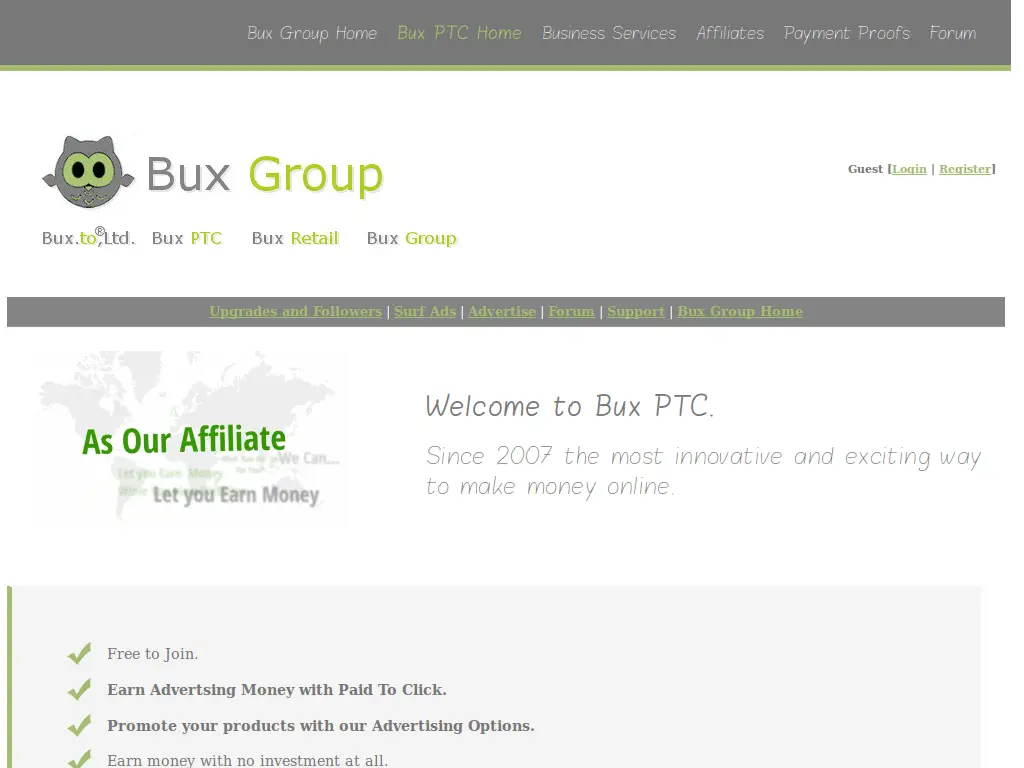 Bux Group Home Bux PTC Home Business Services Affiliates Payment Proofs Forum
Bux Group
Guest [Login | Register]
Bux.to®,Ltd. Bux PTC Bux Retail Bux Group
Upgrades and Followers | Surf Ads | Advertise | Forum | Support | Bux Group Home
As Our Affiliate
We Can...
Let you Earn Money
Let you Earn Money
Welcome to Bux PTC.
Since 2007 the most innovative and exciting way
to make money online.
Free to Join.
Earn Advertsing Money with Paid To Click.
Promote your products with our Advertising Options.
Earn money with no investment at all.